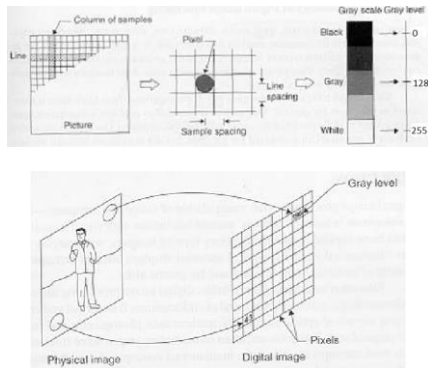 Column of samples
Line
Picture
Pixel
Line
spacing
Sample spacing
Gray scale Gray level
Black
0
Gray
128
White
255
Gray level
Physical image
Digital image
Pixels